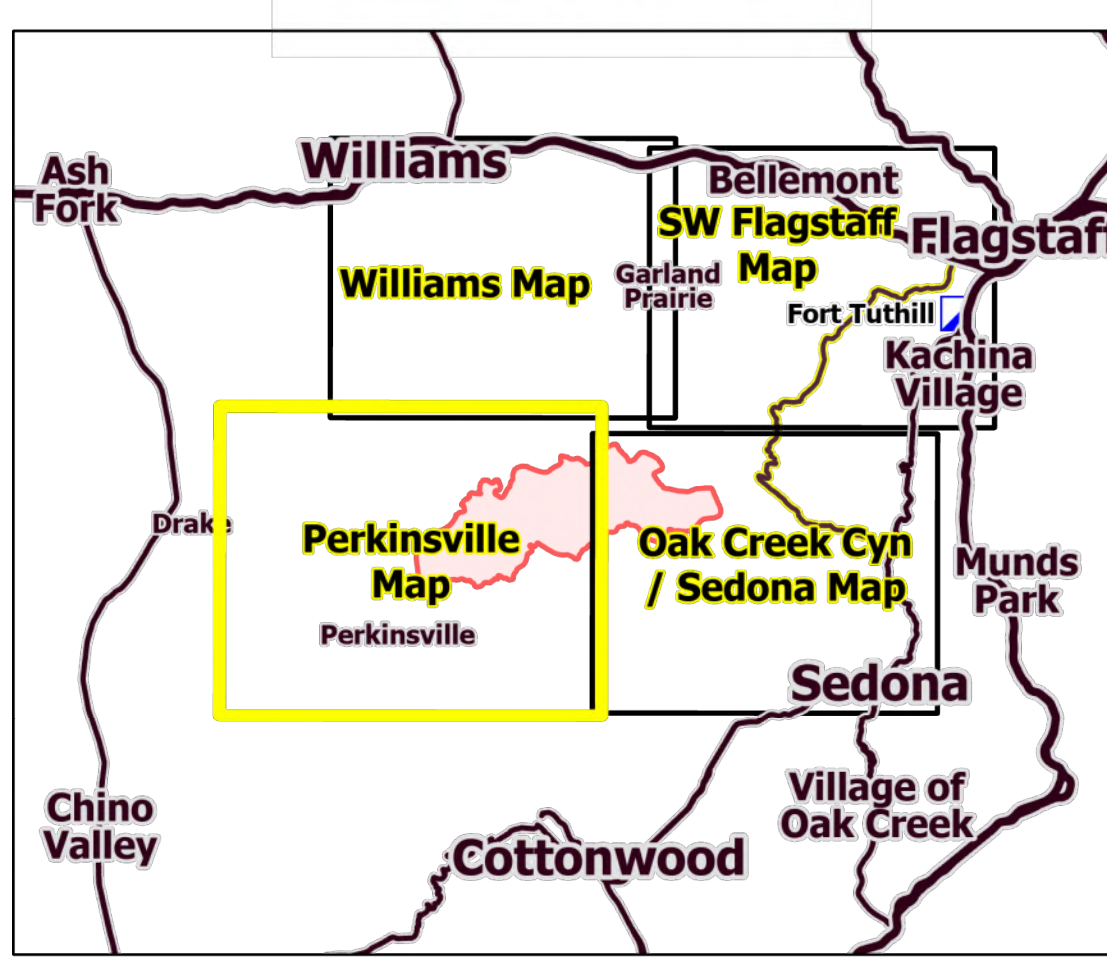 Ash
Fork
Williams
Bellemont
SW Flagstaff
Map
Flagstaff
Williams Map
Garland
Prairie
Fort Tuthill
Kachina
Village
Drake
Perkinsville
Map
Oak Creek Cyn
/ Sedona Map
Munds
Park
Perkinsville
Sedona
Chino
Valley
Village of
Oak Creek
Cottonwood